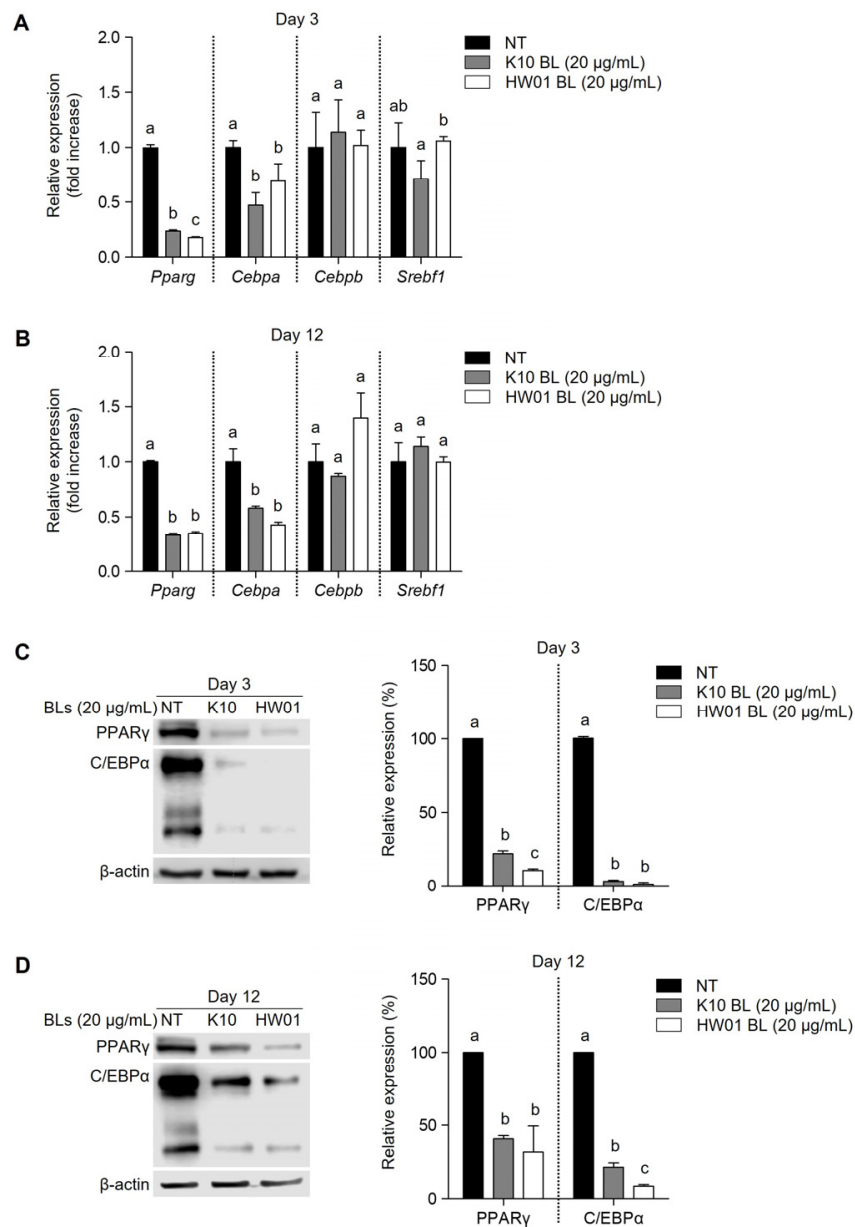 A
Day 3
Relative expression
(fold increase)
2.0
1.5
1.0
0.5
0.0
a
b
c
a
b
b
a
a
a
ab
a
b
Pparg
Cebpa
Cebpb
Srebf1
NT
K10 BL (20 µg/mL)
HW01 BL (20 µg/mL)
B
Day 12
Relative expression
(fold increase)
2.0
1.5
1.0
0.5
0.0
a
b
b
a
b
b
a
a
a
a
a
a
Pparg
Cebpa
Cebpb
Srebf1
NT
K10 BL (20 µg/mL)
HW01 BL (20 µg/mL)
C
Day 3
BLs (20 µg/mL) NT K10 HW01
PPARγ
C/EBPα
β-actin
Day 3
Relative expression (%)
150
100
50
0
a
b
c
a
b
b
PPARγ
C/EBPα
NT
K10 BL (20 µg/mL)
HW01 BL (20 µg/mL)
D
Day 12
BLs (20 µg/mL) NT K10 HW01
PPARγ
C/EBPα
β-actin
Day 12
Relative expression (%)
150
100
50
0
a
b
b
a
b
c
PPARγ
C/EBPα
NT
K10 BL (20 µg/mL)
HW01 BL (20 µg/mL)